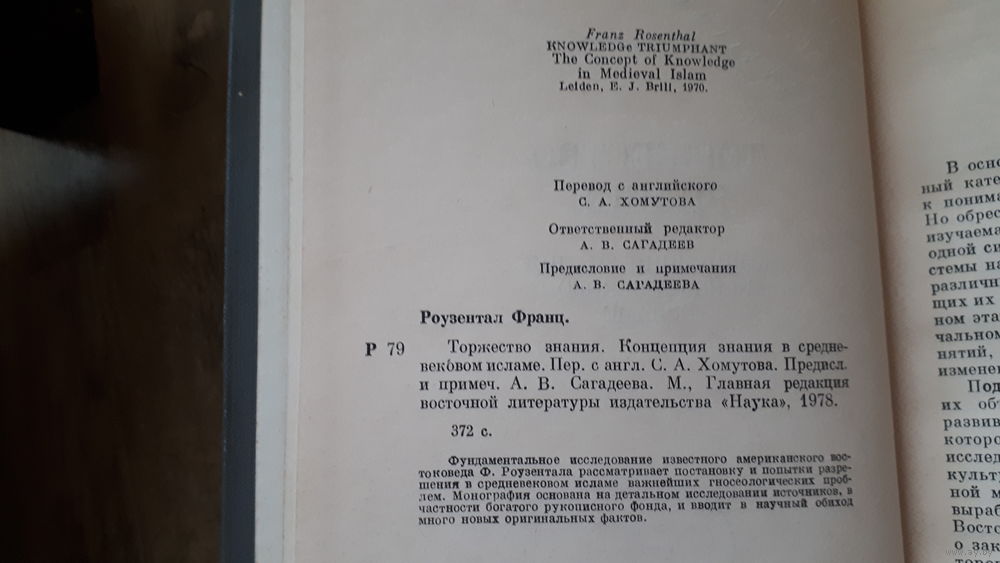 Franz Rosenthal
KNOWLEDGe TRIUMPHANT
The Concept of Knowledge
in Medieval Islam
Leiden, E. J. Brill, 1970.
Перевод с английского
С. А. ХОМУТОВА
Ответственный редактор
А. В. САГАДЕЕВ
Предисловие и примечания
А. В. САГАДЕЕВА
Роузентал Франц.
Р 79 Торжество знания. Концепция знания в средне-
вековом исламе. Пер. с англ. С. А. Хомутова. Предисл.
и примеч. А. В. Сагадеева. М., Главная редакция
восточной литературы издательства «Наука», 1978.
372 с.
Фундаментальное исследование известного американского вос-
токоведа Ф. Роузентала рассматривает постановку и попытки разре-
шения в средневековом исламе важнейших гносеологических проб-
лем. Монография основана на детальном исследовании источников, в
частности богатого рукописного фонда, и вводит в научный обиход
много новых оригинальных фактов.
В осно
ный кате
к понима
Но обрес
изучаема
одной си
стемы на
различн
щих их
ном эта
чальном
нятий,
изменен
Под
их об
развив
которо
исслед
культу
ной м
выраб
Восто
о зак
www.ay.by